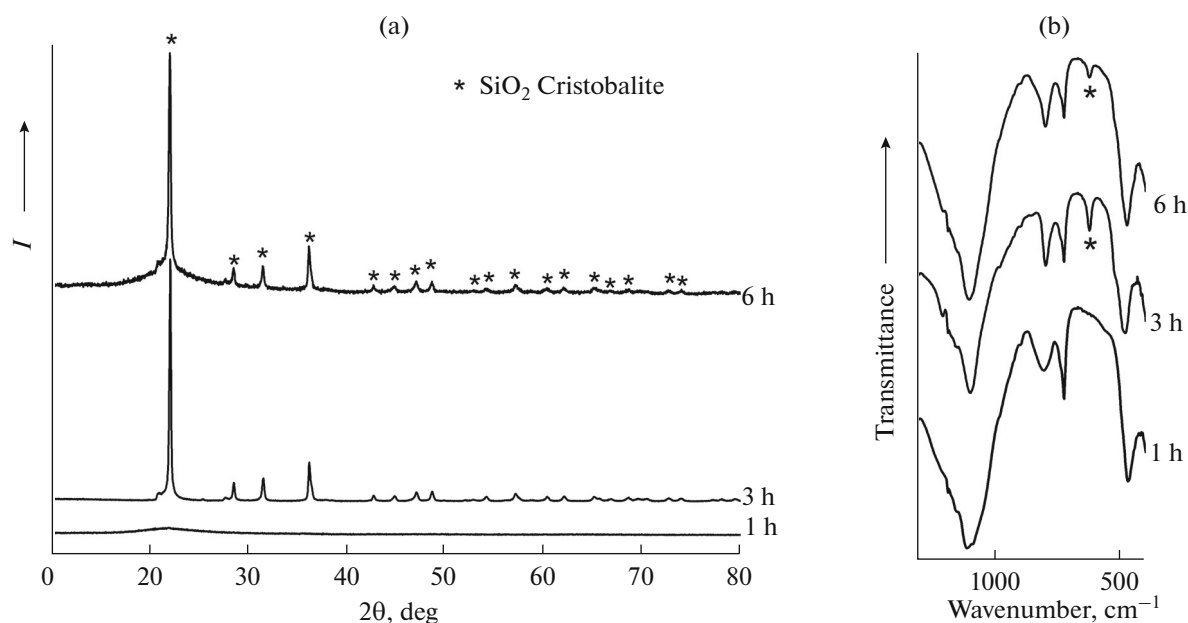 (a)
* SiO₂ Cristobalite
I
6 h
3 h
1 h
0 20 30 40 50 60 70 80
2θ, deg
(b)
Transmittance
*
6 h
*
3 h
1 h
1000 500
Wavenumber, cm⁻¹